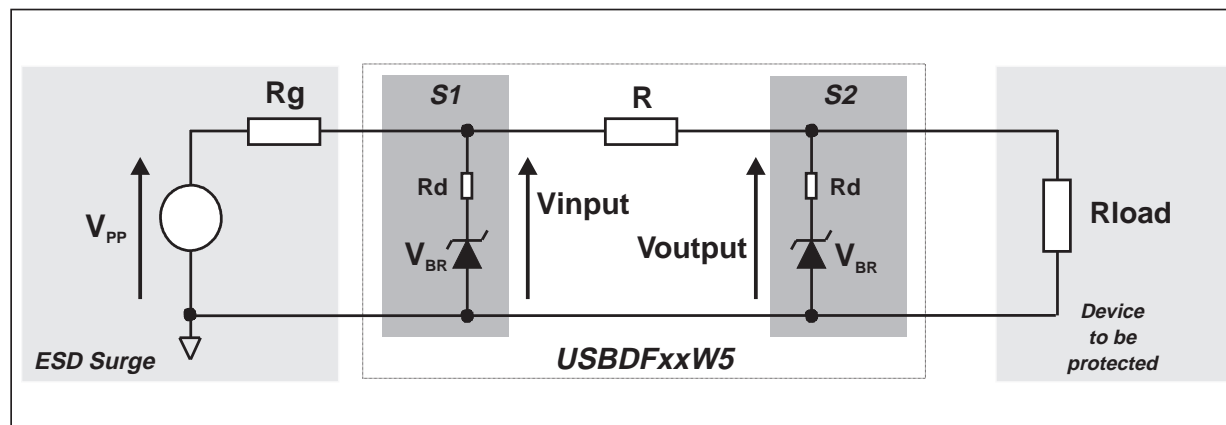 Rg
S1
R
S2
Rd
Rd
Vinput
Rload
VPP
Voutput
VBR
VBR
ESD Surge
USBDFxxW5
Device
to be
protected